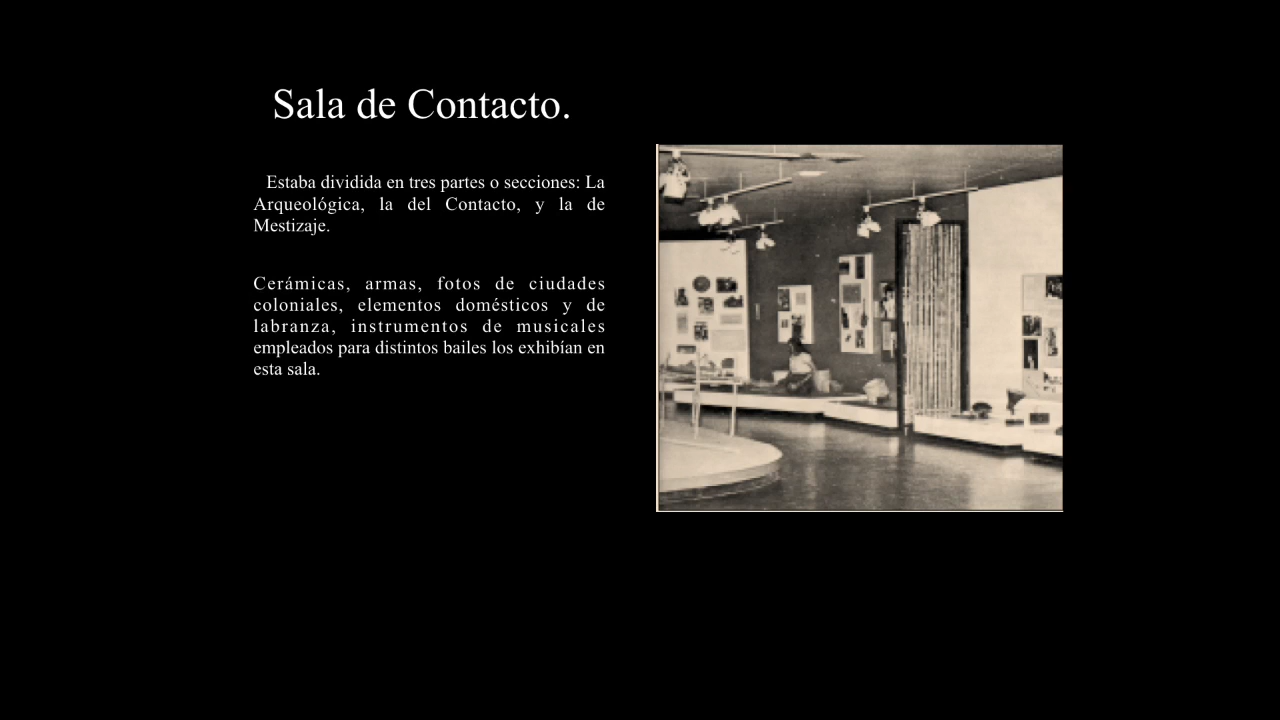 Sala de Contacto.
Estaba dividida en tres partes o secciones: La
Arqueológica, la del Contacto, y la de
Mestizaje.
Cerámicas, armas, fotos de ciudades
coloniales, elementos domésticos y de
labranza, instrumentos de musicales
empleados para distintos bailes los exhibían en
esta sala.